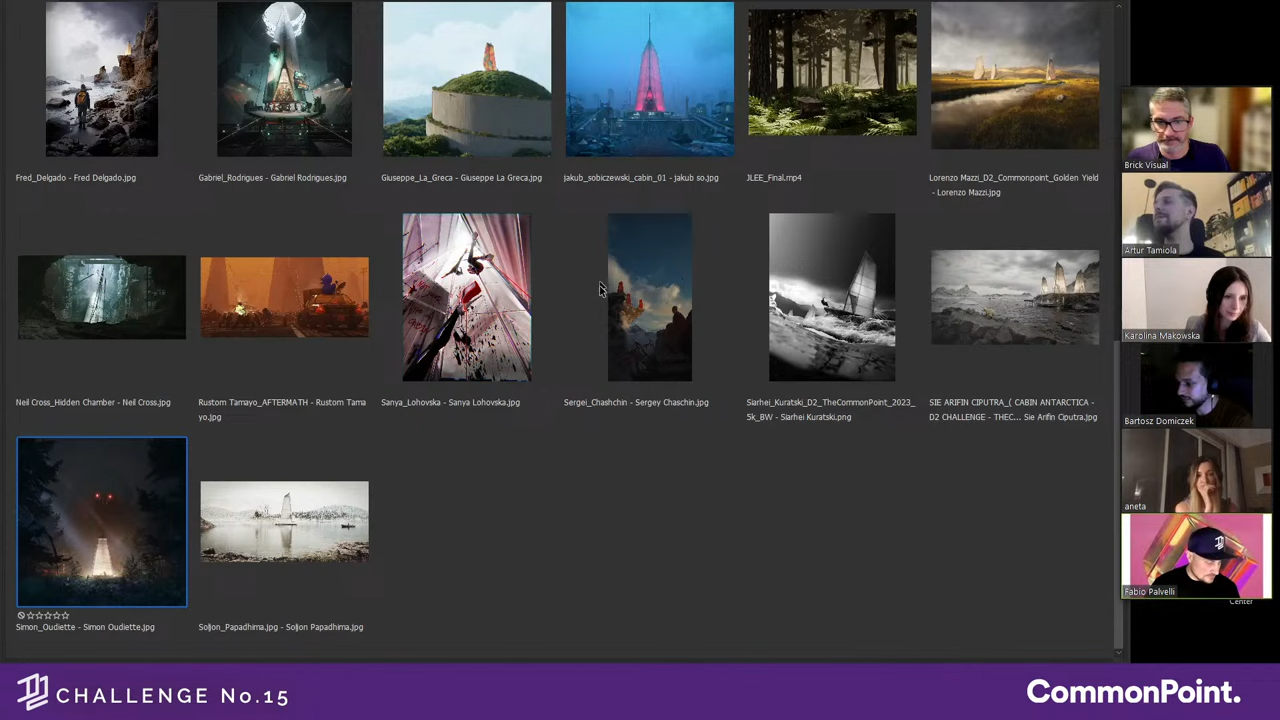 Fred_Delgado - Fred Delgado.jpg
Gabriel_Rodrigues - Gabriel Rodrigues.jpg
Giuseppe_La_Greca - Giuseppe La Greca.jpg
jakub_sobiczewski_cabin_01 - jakub so.jpg
JLEE_Final.mp4
Lorenzo Mazzi_D2_Commonpoint_Golden Yield
- Lorenzo Mazzi.jpg
Brick Visual
Artur Tamiola
Karolina Makowska
Neil Cross_Hidden Chamber - Neil Cross.jpg
Rustom Tamayo_AFTERMATH - Rustom Tama
yo.jpg
Sanya_Lohovska - Sanya Lohovska.jpg
Sergei_Chashchin - Sergey Chaschin.jpg
Siarhei_Kuratski_D2_TheCommonPoint_2023_
5k_BW - Siarhei Kuratski.png
SIE ARIFIN CIPUTRA_( CABIN ANTARCTICA -
D2 CHALLENGE - THEC... Sie Arifin Ciputra.jpg
Bartosz Domiczek
aneta
Fabio Palvelli
Center
Simon_Oudiette - Simon Oudiette.jpg
Soljon_Papadhima.jpg - Soljon Papadhima.jpg
CHALLENGE No.15
CommonPoint.